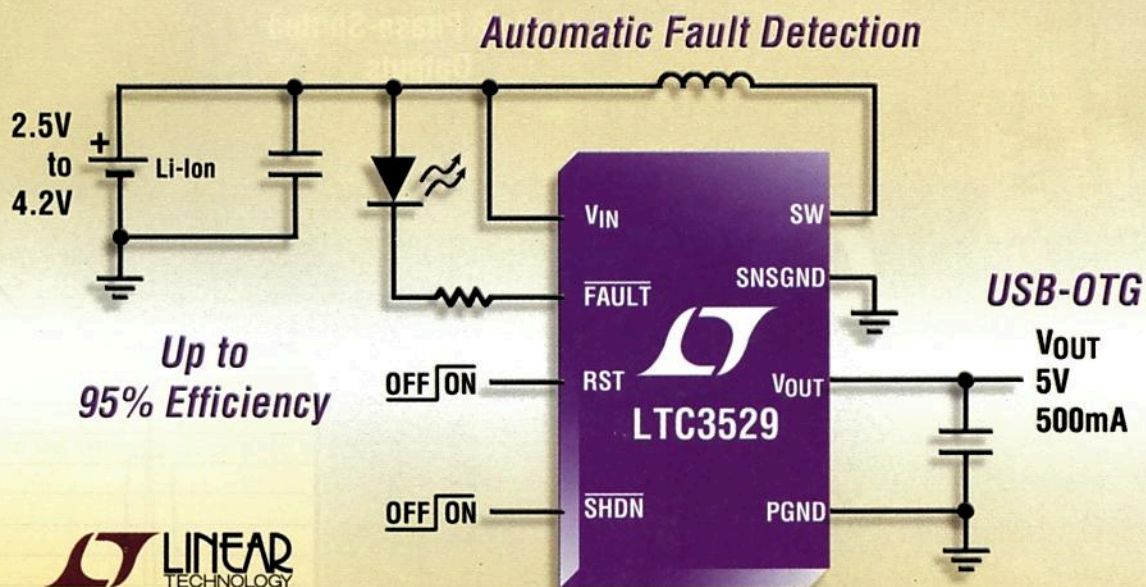 Automatic Fault Detection
2.5V
to
4.2V
+
Li-Ion
VIN
SW
FAULT
SNSGND
USB-OTG
VOUT
5V
500mA
Up to
95% Efficiency
OFF ON
RST
VOUT
LTC3529
OFF ON
SHDN
PGND
LINEAR
TECHNOLOGY